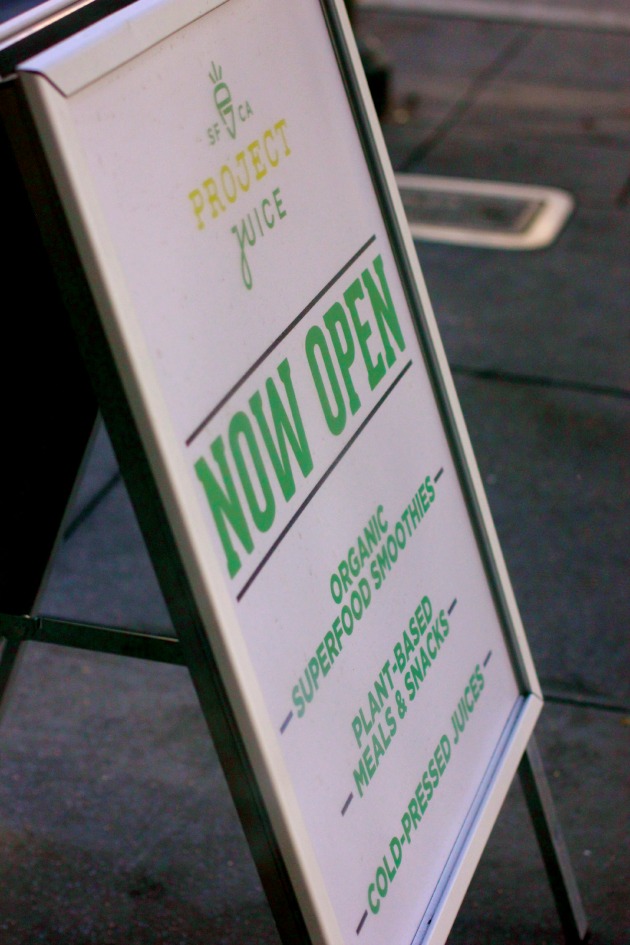 SF CA
PROJECT
JUICE
NOW OPEN
ORGANIC
SUPERFOOD SMOOTHIES
PLANT-BASED
MEALS & SNACKS
COLD-PRESSED JUICES